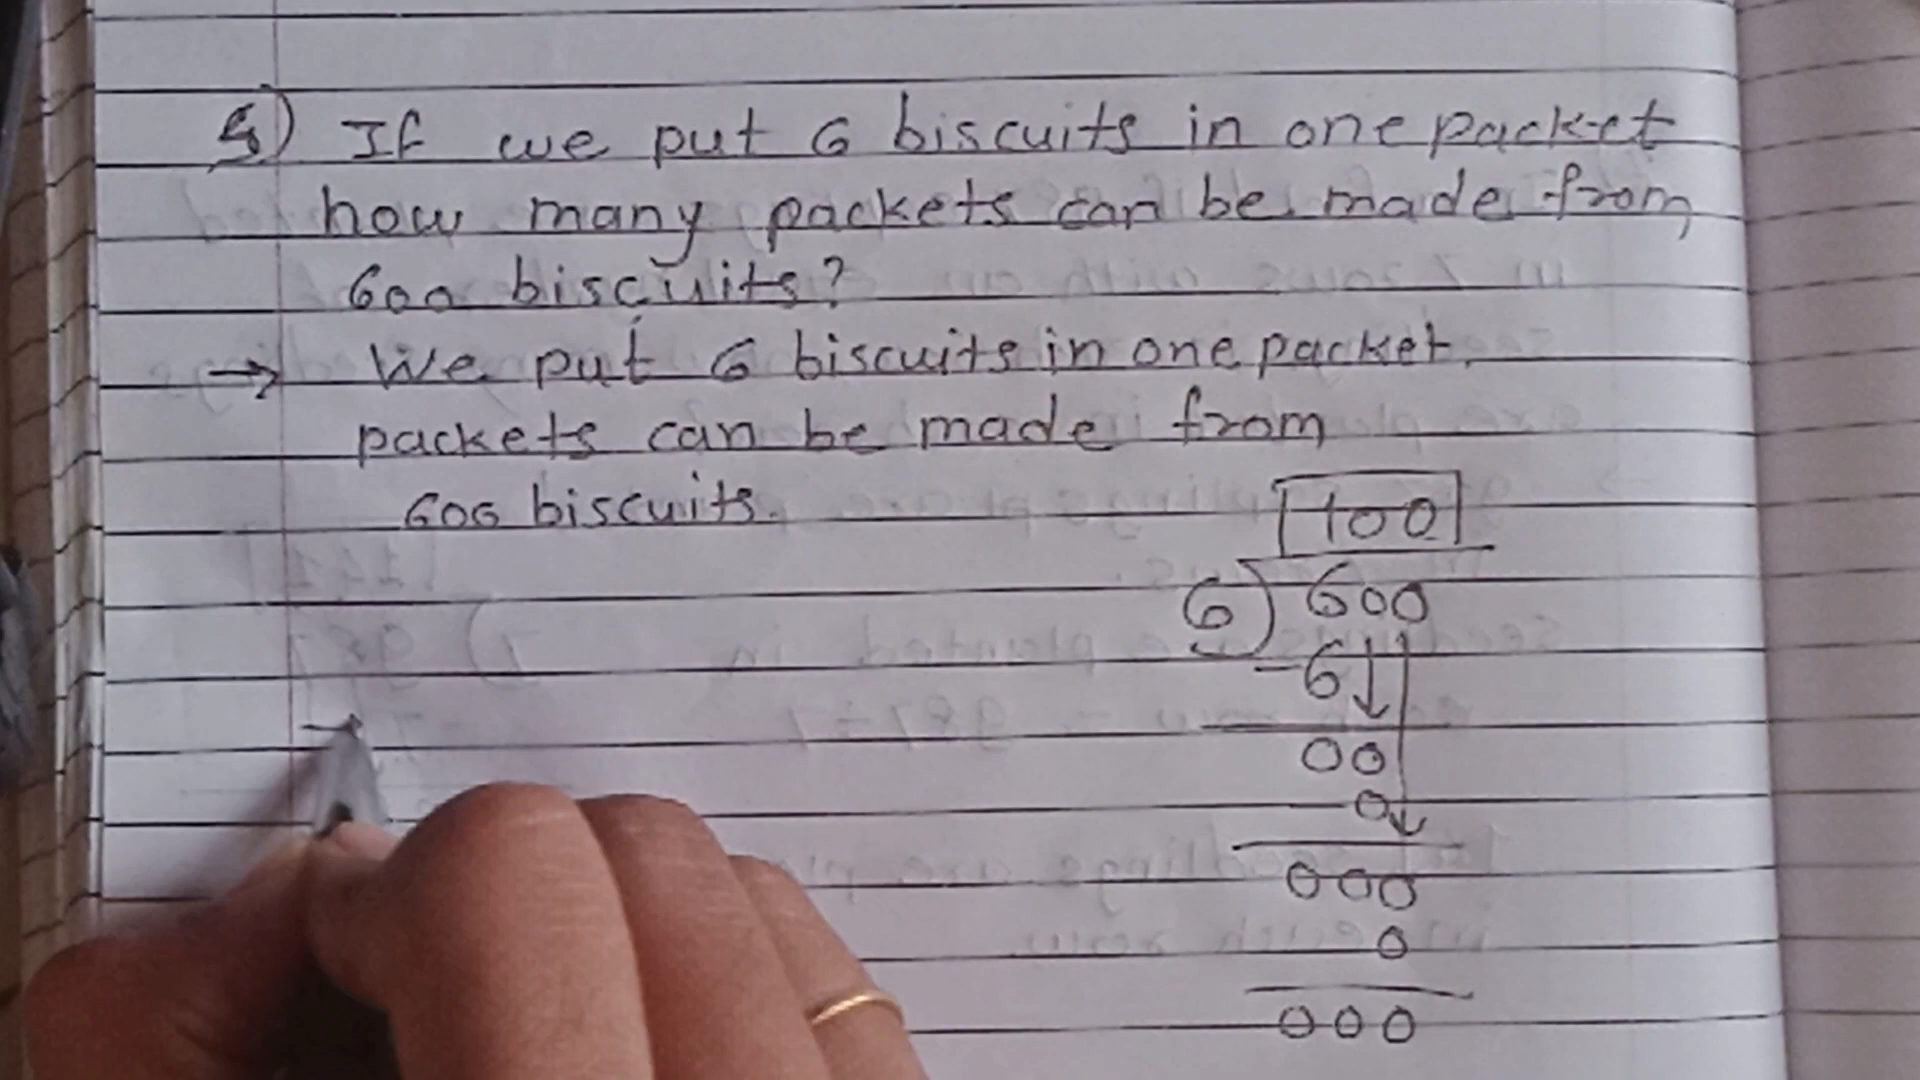 5) If we put 6 biscuits in one packet
how many packets can be made from
600 biscuits?
→ We put 6 biscuits in one packet.
packets can be made from
600 biscuits.
100
6) 600
-6↓
00
0↓
000
0
000
→